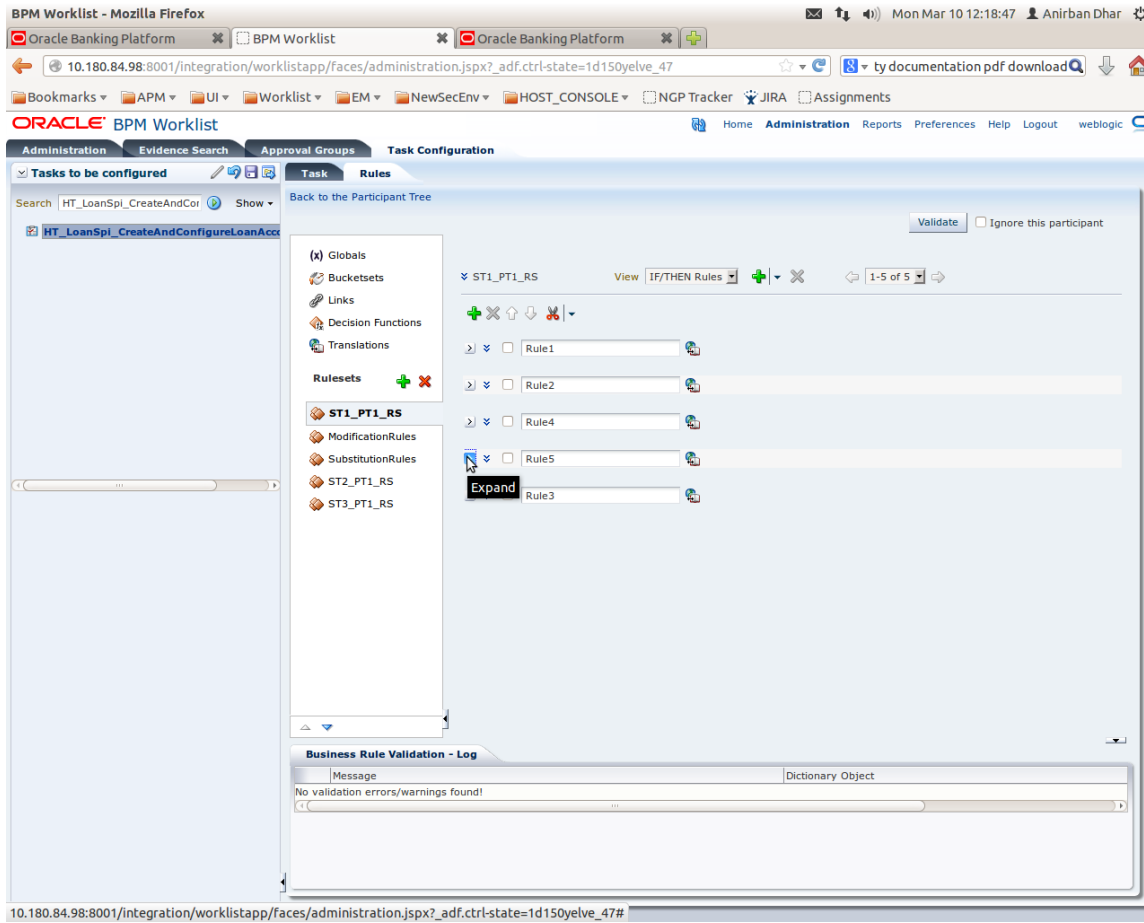 BPM Worklist - Mozilla Firefox
Mon Mar 10 12:18:47 Anirban Dhar
Oracle Banking Platform
BPM Worklist
Oracle Banking Platform
10.180.84.98:8001/integration/worklistapp/faces/administration.jspx?_adf.ctrl-state=1d150yelve_47
ty documentation pdf download
Bookmarks APM UI Worklist EM NewSecEnv HOST_CONSOLE NGP Tracker JIRA Assignments
ORACLE BPM Worklist
Home Administration Reports Preferences Help Logout weblogic
Administration Evidence Search Approval Groups Task Configuration
Tasks to be configured
Task Rules
Search HT_LoanSpi_CreateAndCor Show
Back to the Participant Tree
HT_LoanSpi_CreateAndConfigureLoanAcco
Validate Ignore this participant
(x) Globals
Bucketsets
Links
Decision Functions
Translations
Rulesets
ST1_PT1_RS
ModificationRules
SubstitutionRules
ST2_PT1_RS
ST3_PT1_RS
ST1_PT1_RS View IF/THEN Rules 1-5 of 5
Rule1
Rule2
Rule4
Rule5
Expand
Rule3
Business Rule Validation - Log
Message Dictionary Object
No validation errors/warnings found!
10.180.84.98:8001/integration/worklistapp/faces/administration.jspx?_adf.ctrl-state=1d150yelve_47#